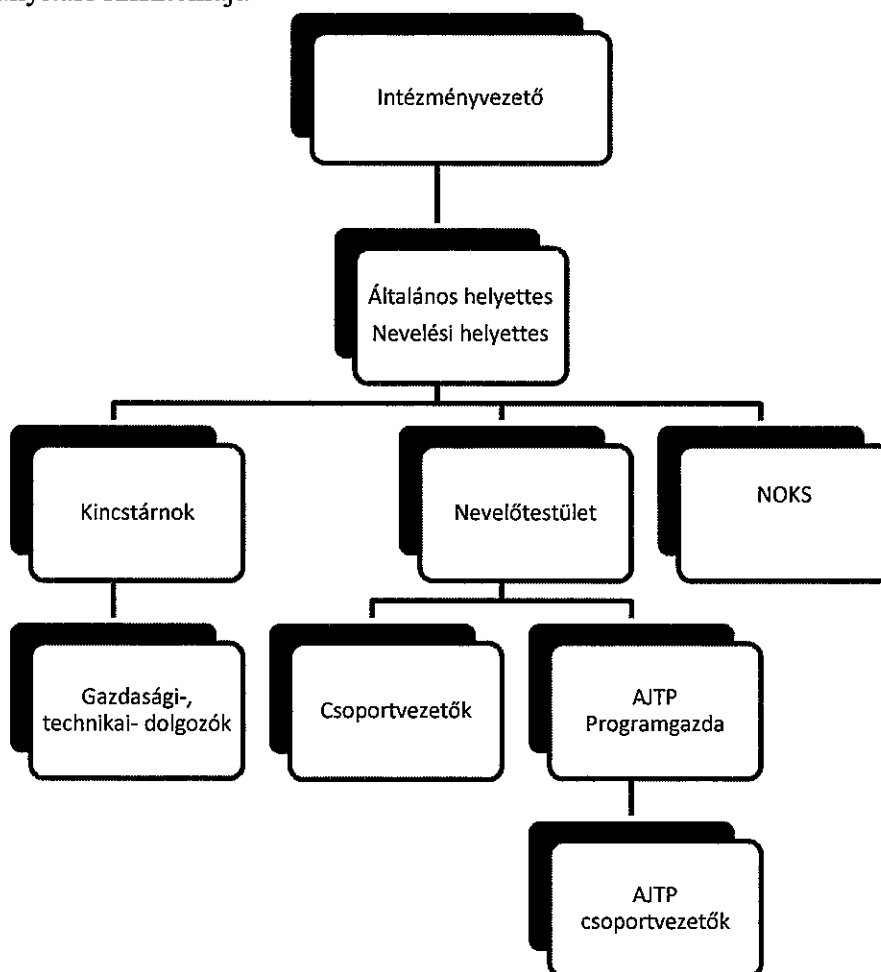 Intézményvezető
Általános helyettes
Nevelési helyettes
Kincstárnok
Nevelőtestület
NOKS
Gazdasági-,
technikai- dolgozók
Csoportvezetők
AJTP
Programgazda
AJTP
csoportvezetők